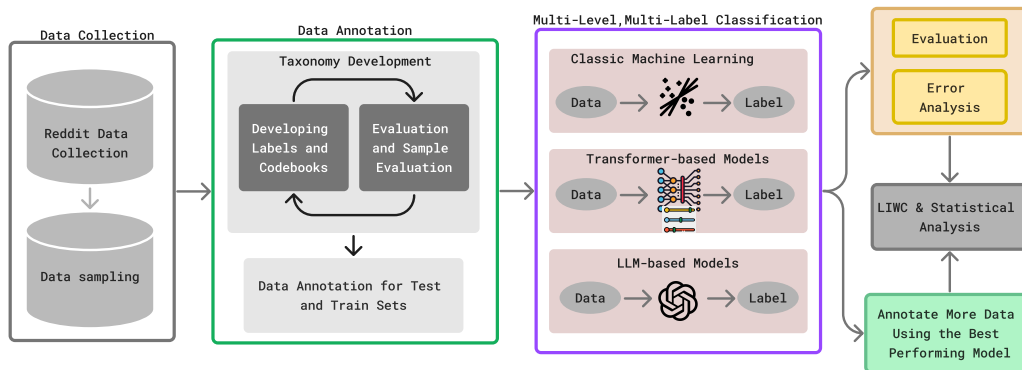 Data Collection
Reddit Data
Collection
Data sampling
Data Annotation
Taxonomy Development
Developing
Labels and
Codebooks
Evaluation
and Sample
Evaluation
Data Annotation for Test
and Train Sets
Multi-Level,Multi-Label Classification
Classic Machine Learning
Data
Label
Transformer-based Models
Data
Label
LLM-based Models
Data
Label
Evaluation
Error
Analysis
LIWC & Statistical
Analysis
Annotate More Data
Using the Best
Performing Model